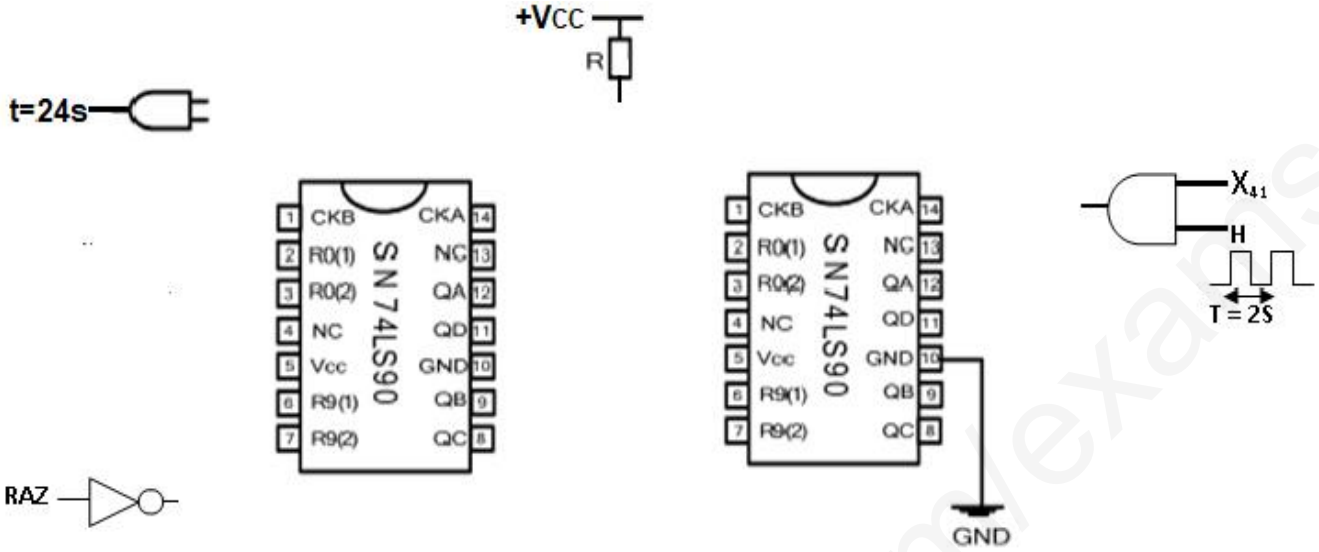 +Vcc
R
t=24s
1 CKB CKA 14
2 R0(1) NC 13
3 R0(2) QA 12
4 NC QD 11
5 Vcc GND 10
6 R9(1) QB 9
7 R9(2) QC 8
SN74LS90
1 CKB CKA 14
2 R0(1) NC 13
3 R0(2) QA 12
4 NC QD 11
5 Vcc GND 10
6 R9(1) QB 9
7 R9(2) QC 8
SN74LS90
X₄₁
H
T = 2S
RAZ
GND
m/exams